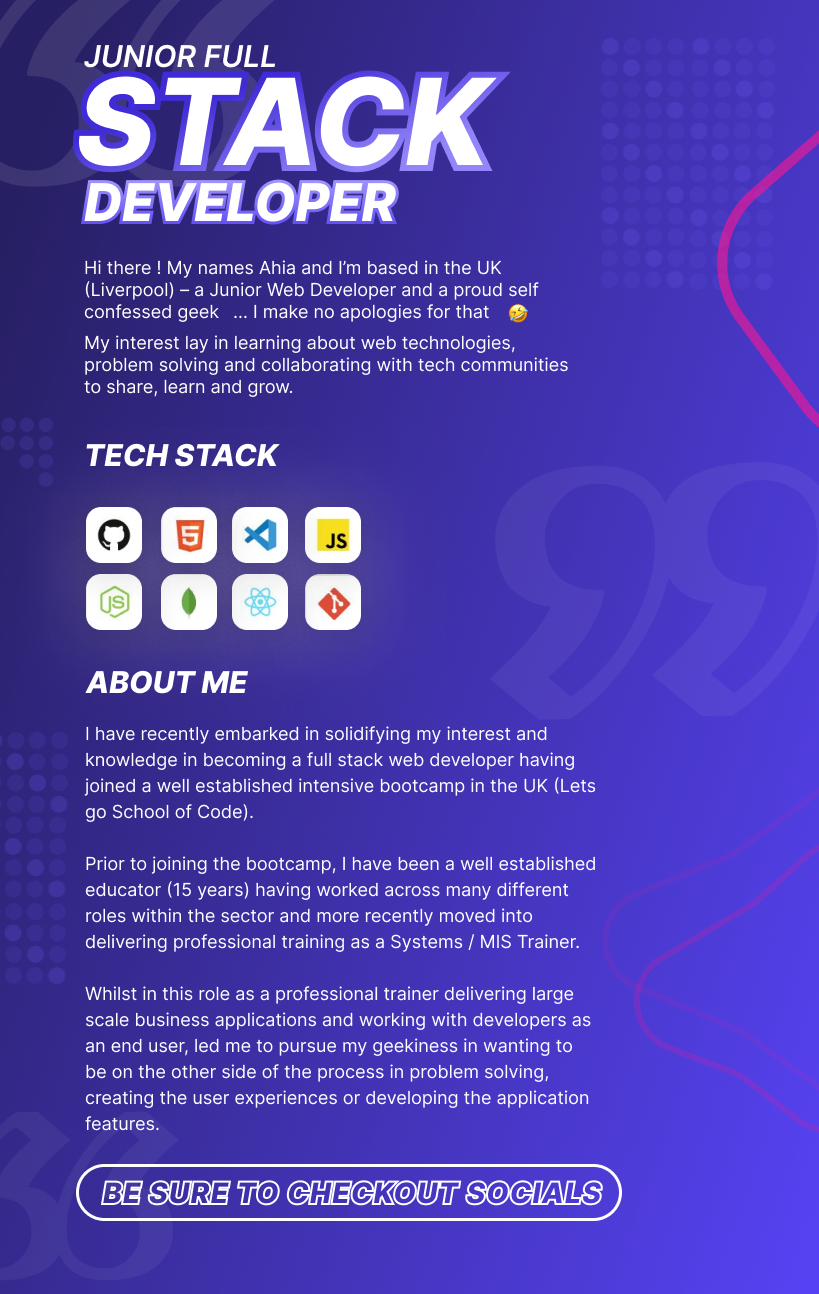 JUNIOR FULL
STACK
DEVELOPER
Hi there ! My names Ahia and I’m based in the UK
(Liverpool) – a Junior Web Developer and a proud self
confessed geek ... I make no apologies for that 🤣
My interest lay in learning about web technologies,
problem solving and collaborating with tech communities
to share, learn and grow.
TECH STACK
5 JS
JS
ABOUT ME
I have recently embarked in solidifying my interest and
knowledge in becoming a full stack web developer having
joined a well established intensive bootcamp in the UK (Lets
go School of Code).
Prior to joining the bootcamp, I have been a well established
educator (15 years) having worked across many different
roles within the sector and more recently moved into
delivering professional training as a Systems / MIS Trainer.
Whilst in this role as a professional trainer delivering large
scale business applications and working with developers as
an end user, led me to pursue my geekiness in wanting to
be on the other side of the process in problem solving,
creating the user experiences or developing the application
features.
BE SURE TO CHECKOUT SOCIALS